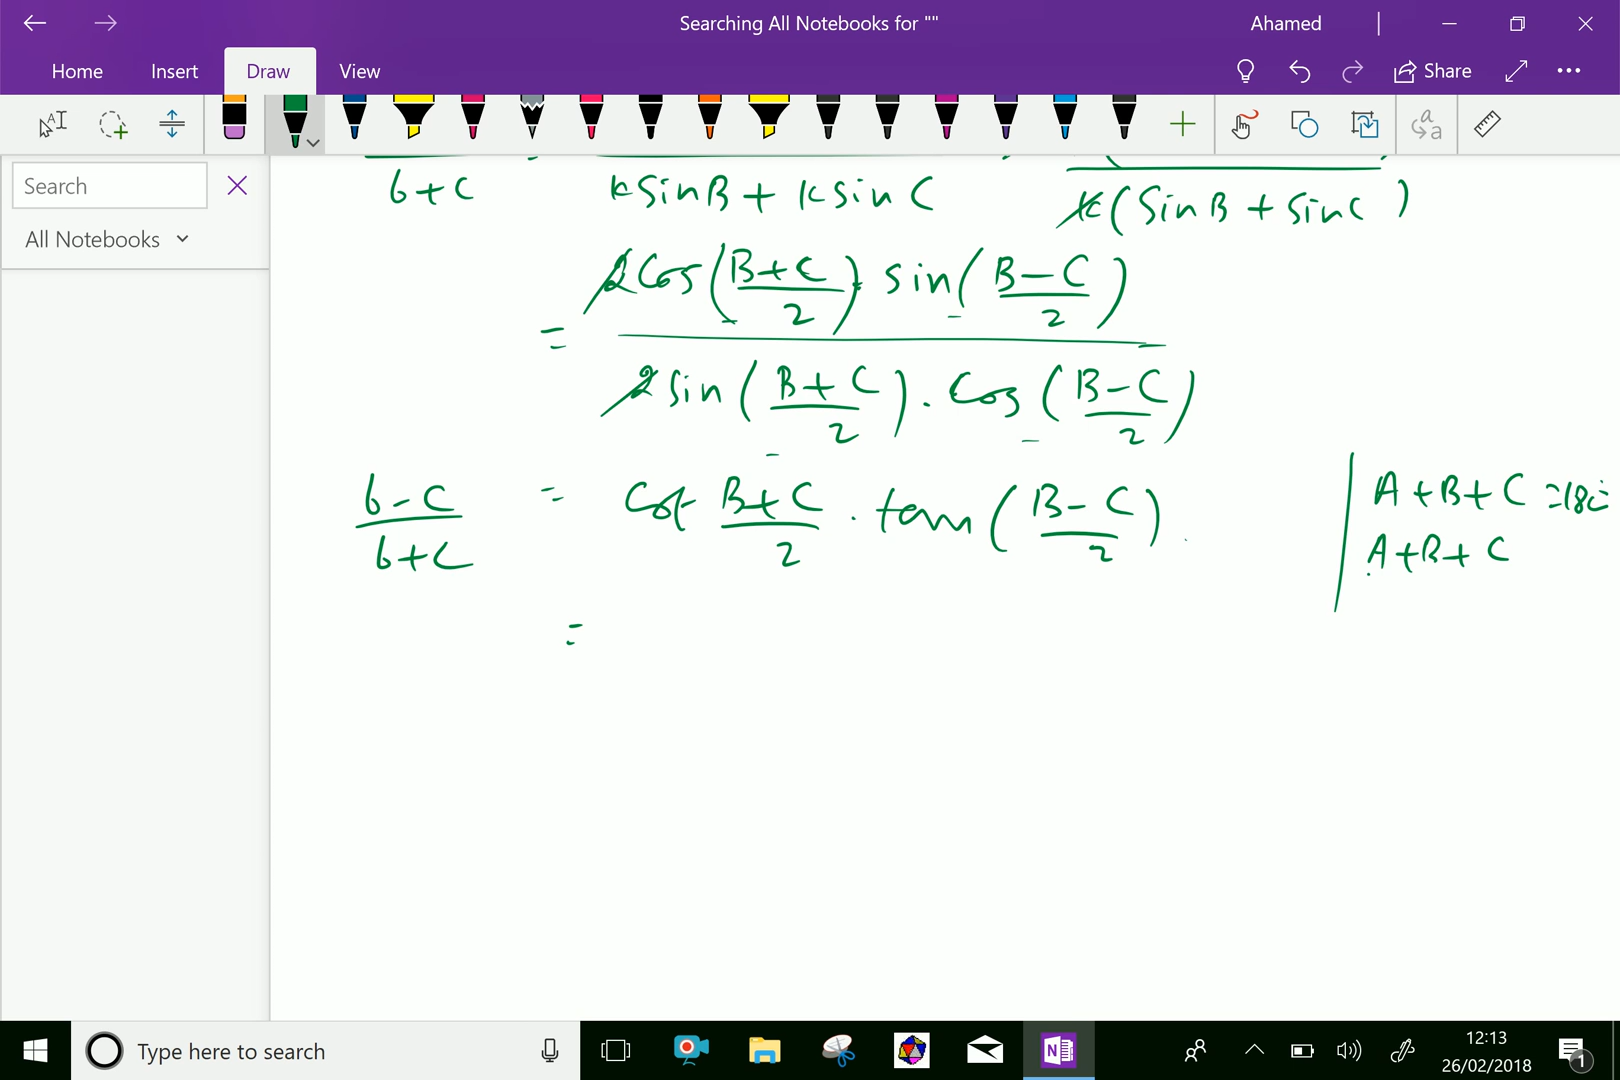 Searching All Notebooks for ""
Ahamed
Home Insert Draw View
Share
Search
All Notebooks
b+c = kSinB + kSinC = k(SinB + SinC)
= 2Cos(B+C/2) · Sin(B-C/2)
2Sin(B+C/2) · Cos(B-C/2)
b-c/b+c = Cot B+C/2 · tan(B-C/2).
A+B+C =180
A+B+C
=
Type here to search
12:13
26/02/2018
1